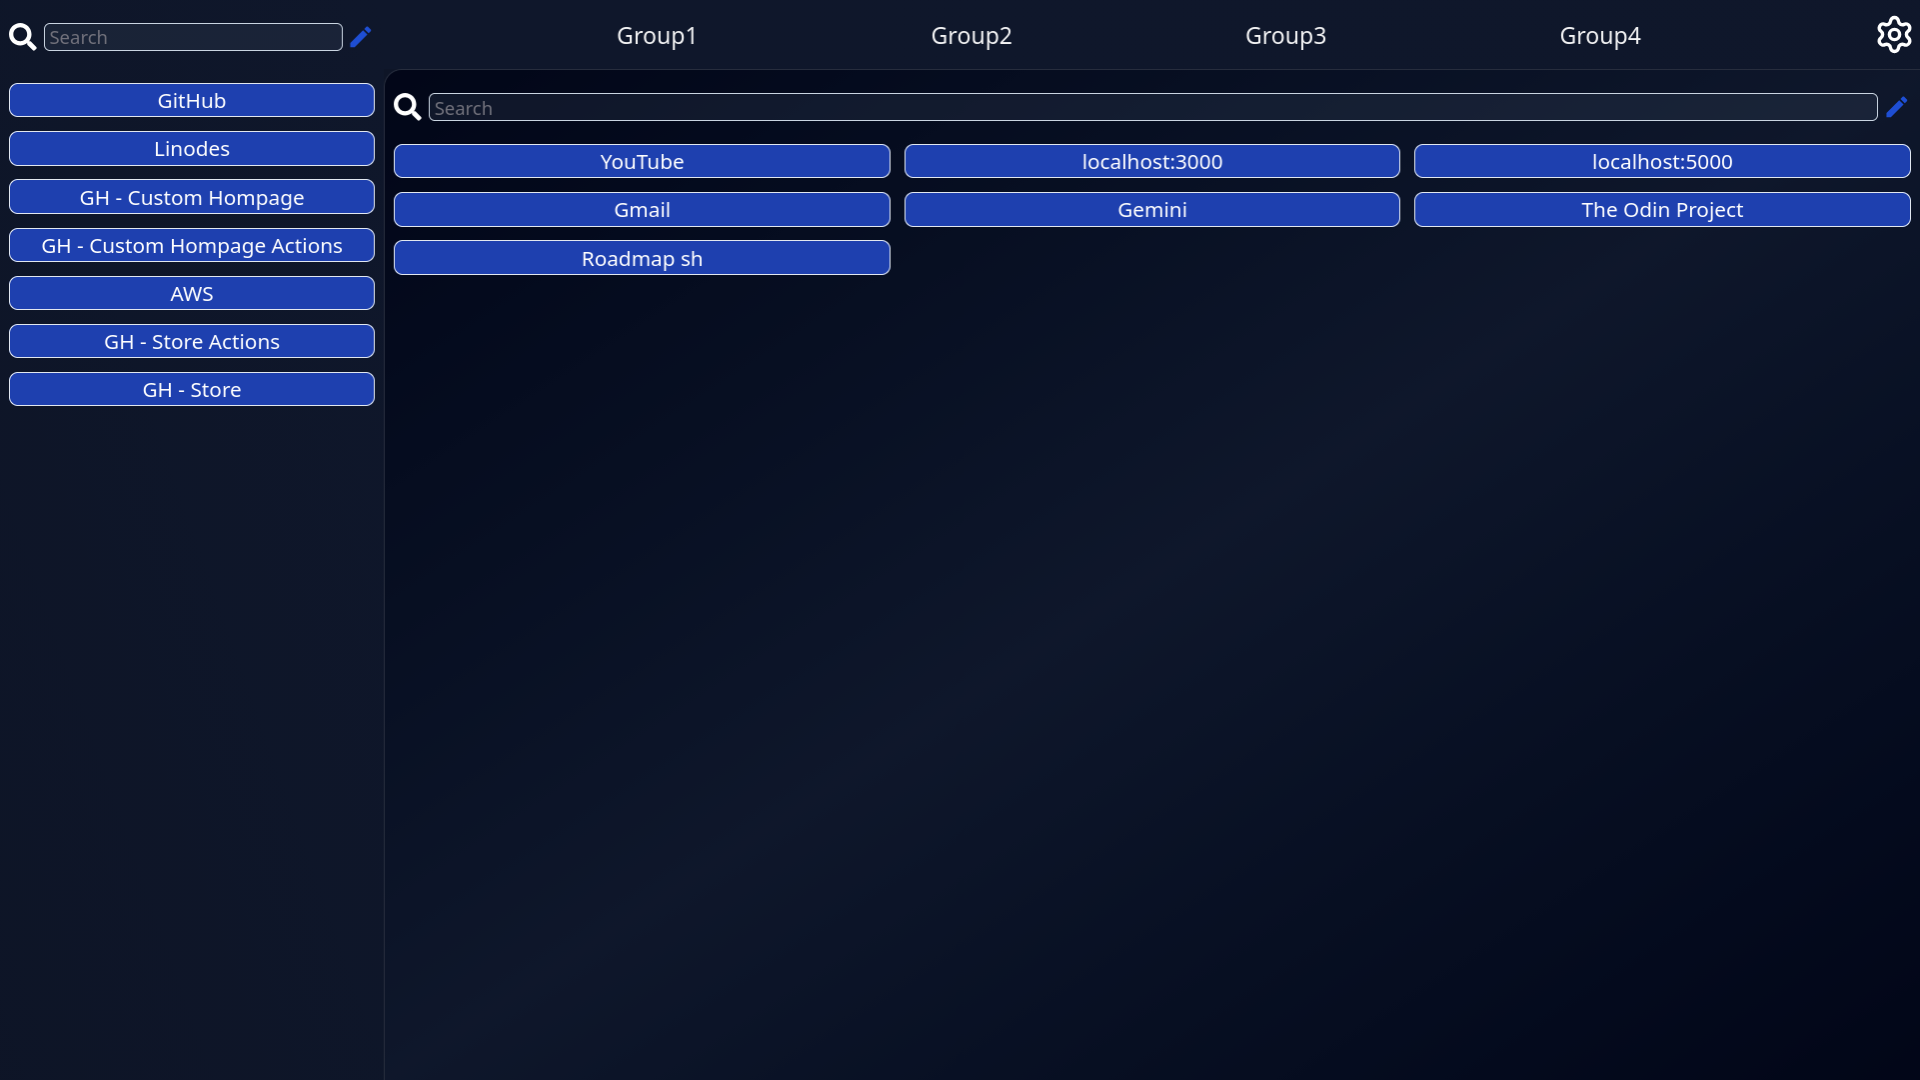 Search
Group1
Group2
Group3
Group4
GitHub
Linodes
GH - Custom Hompage
GH - Custom Hompage Actions
AWS
GH - Store Actions
GH - Store
Search
YouTube
localhost:3000
localhost:5000
Gmail
Gemini
The Odin Project
Roadmap sh